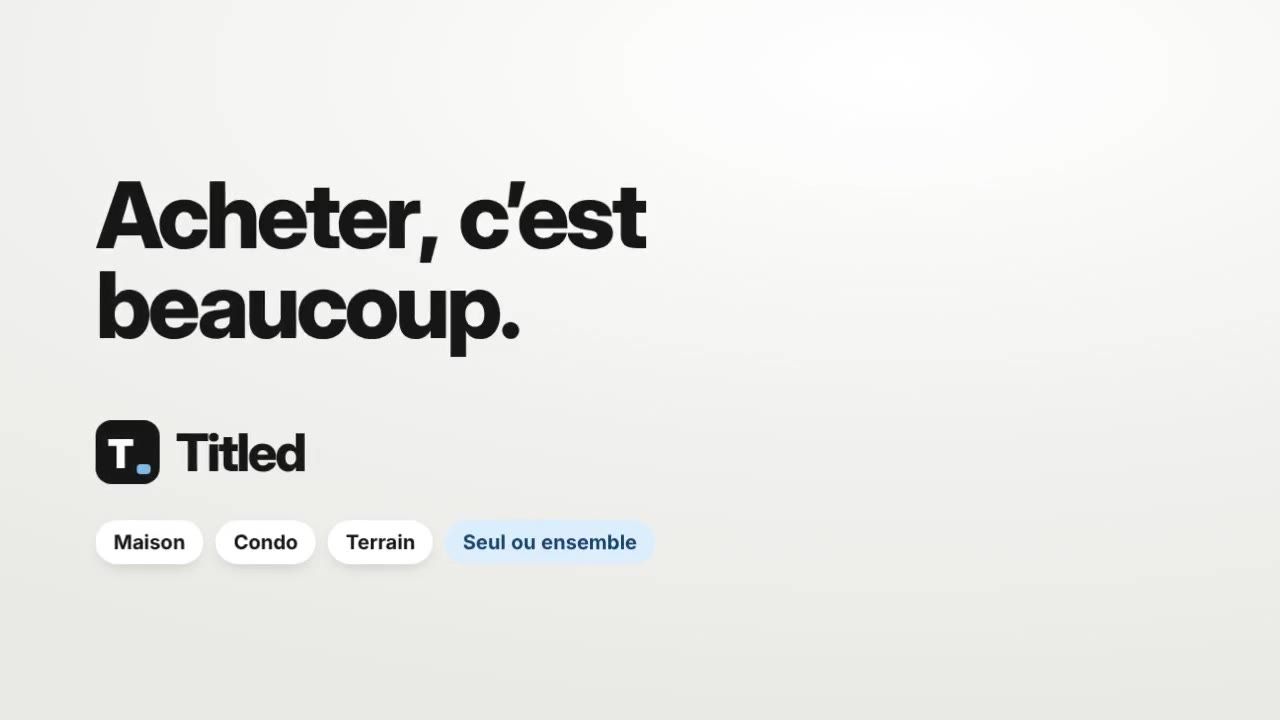 Acheter, c'est
beaucoup.
T.
Titled
Maison
Condo
Terrain
Seul ou ensemble